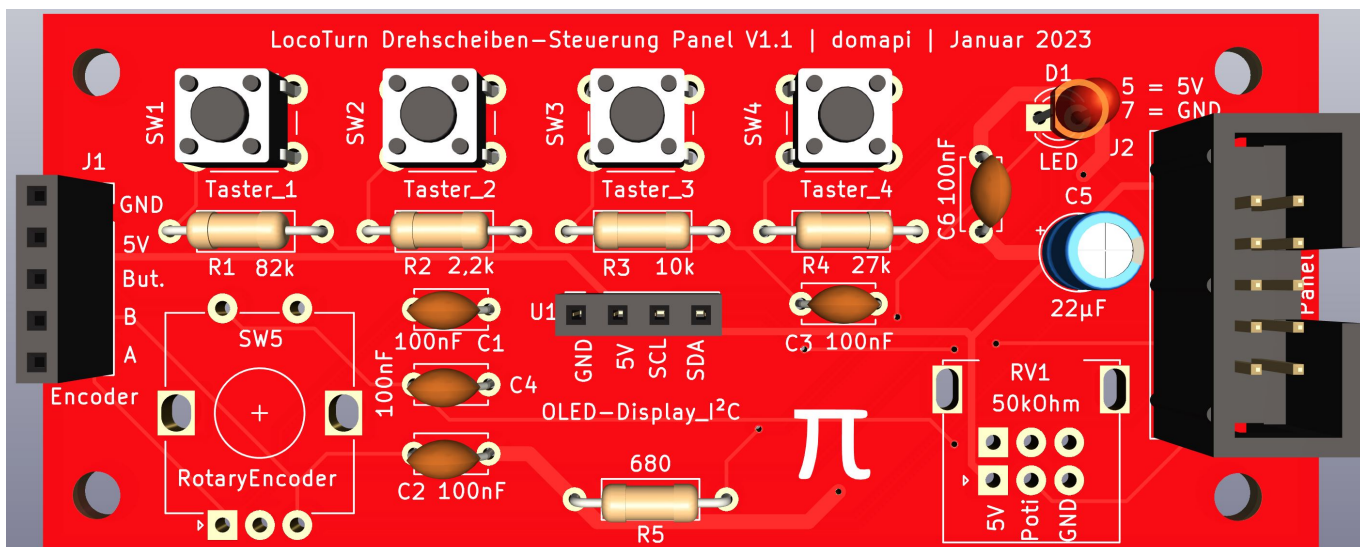 LocoTurn Drehscheiben-Steuerung Panel V1.1 | domapi | Januar 2023
D1
5 = 5V
7 = GND
SW1
SW2
SW3
SW4
J1
LED
J2
Taster_1
Taster_2
Taster_3
Taster_4
C6 100nF
C5
+
GND
5V
But.
B
A
Encoder
R1 82k
R2 2,2k
R3 10k
R4 27k
22µF
Panel
SW5
100nF C1
U1
GND
5V
SCL
SDA
C3 100nF
100nF
C4
OLED-Display_I²C
RV1
50kOhm
π
RotaryEncoder
C2 100nF
680
R5
5V
Poti
GND